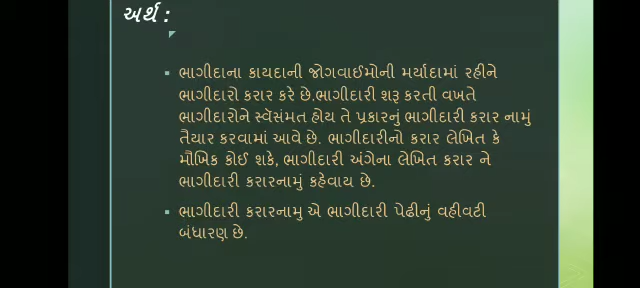 અર્થ :
ભાગીદાના કાયદાની જોગવાઈમોની મર્યાદામાં રહીને
ભાગીદારો કરાર કરે છે.ભાગીદારી શરૂ કરતી વખતે
ભાગીદારોને સ્વૅસંમત હોય તે પ્રકારનું ભાગીદારી કરાર નામું
તૈયાર કરવામાં આવે છે. ભાગીદારીનો કરાર લેખિત કે
મૌખિક કોઈ શકે, ભાગીદારી અંગેના લેખિત કરાર ને
ભાગીદારી કરારનામું કહેવાય છે.
ભાગીદારી કરારનામુ એ ભાગીદારી પેઢીનું વહીવટી
બંધારણ છે.